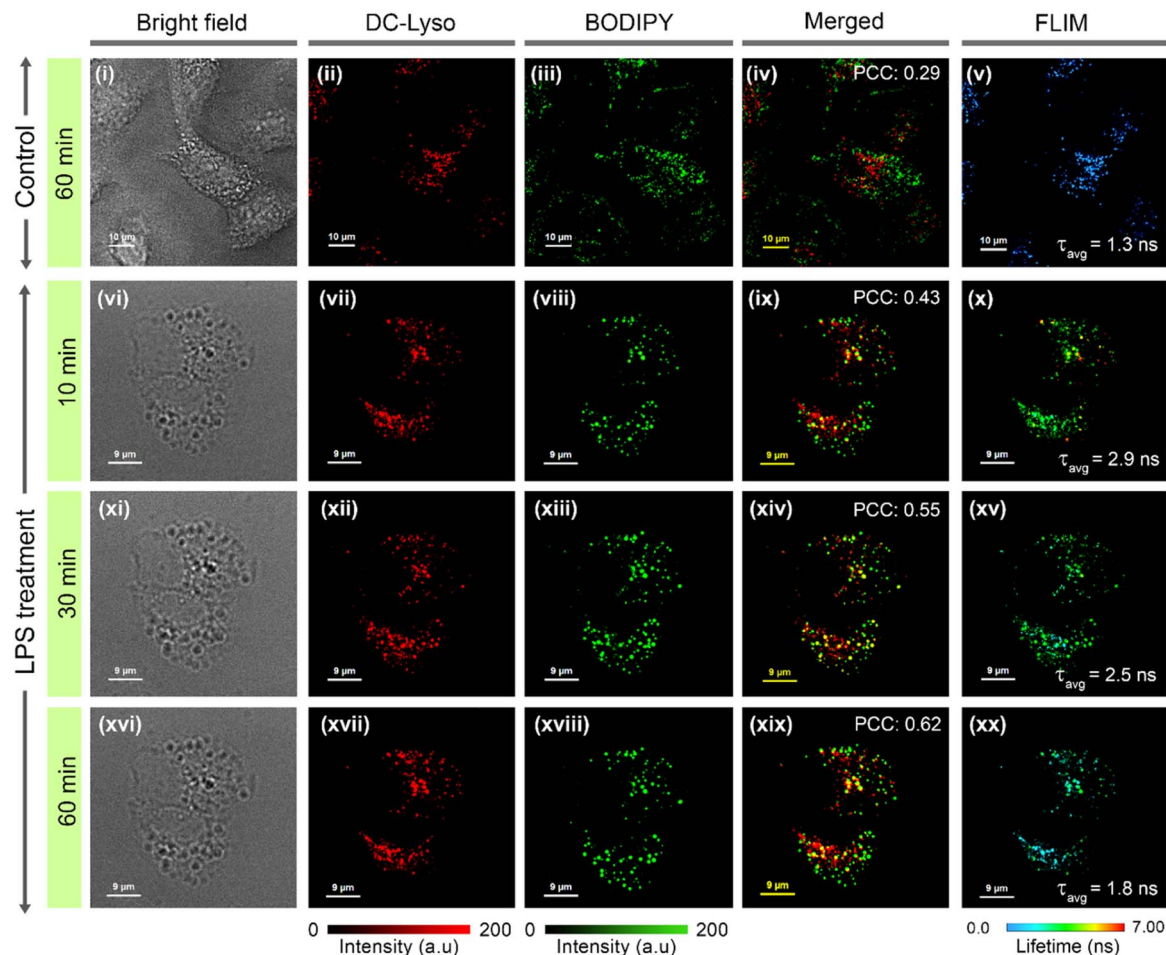 Bright field DC-Lyso BODIPY Merged FLIM
Control
60 min
(i) (ii) (iii) (iv) PCC: 0.29 (v)
10 µm 10 µm 10 µm 10 µm 10 µm τavg = 1.3 ns
LPS treatment
10 min
(vi) (vii) (viii) (ix) PCC: 0.43 (x)
9 µm 9 µm 9 µm 9 µm 9 µm τavg = 2.9 ns
30 min
(xi) (xii) (xiii) (xiv) PCC: 0.55 (xv)
9 µm 9 µm 9 µm 9 µm 9 µm τavg = 2.5 ns
60 min
(xvi) (xvii) (xviii) (xix) PCC: 0.62 (xx)
9 µm 9 µm 9 µm 9 µm 9 µm τavg = 1.8 ns
0 200 0 200 0.0 7.00
Intensity (a.u) Intensity (a.u) Lifetime (ns)